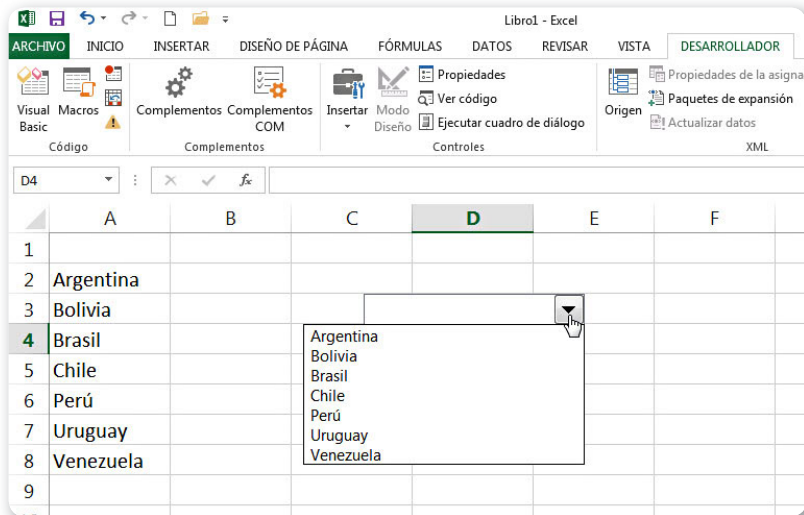 Libro1 - Excel
ARCHIVO INICIO INSERTAR DISEÑO DE PÁGINA FÓRMULAS DATOS REVISAR VISTA DESARROLLADOR
Visual Basic Macros Complementos Complementos COM Insertar Modo Diseño Propiedades Ver código Ejecutar cuadro de diálogo Origen Propiedades de la asigna Paquetes de expansión Actualizar datos
Código Complementos Controles XML
D4 fx
A B C D E F
1
2 Argentina
3 Bolivia
4 Brasil
5 Chile
6 Perú
7 Uruguay
8 Venezuela
9
Argentina
Bolivia
Brasil
Chile
Perú
Uruguay
Venezuela